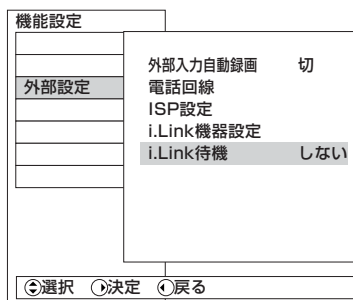 機能設定
外部設定
外部入力自動録画 切
電話回線
ISP設定
i.Link機器設定
i.Link待機 しない
選択 決定 戻る